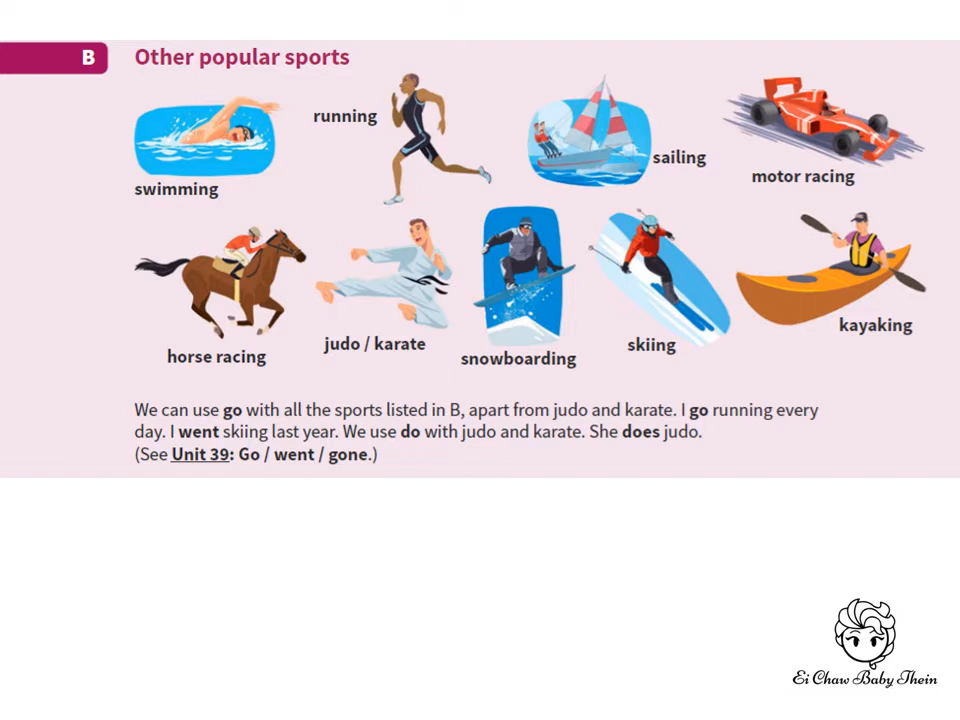 B
Other popular sports
swimming
running
sailing
motor racing
horse racing
judo / karate
snowboarding
skiing
kayaking
We can use go with all the sports listed in B, apart from judo and karate. I go running every
day. I went skiing last year. We use do with judo and karate. She does judo.
(See Unit 39: Go / went / gone.)
Ei Chaw Baby Thein